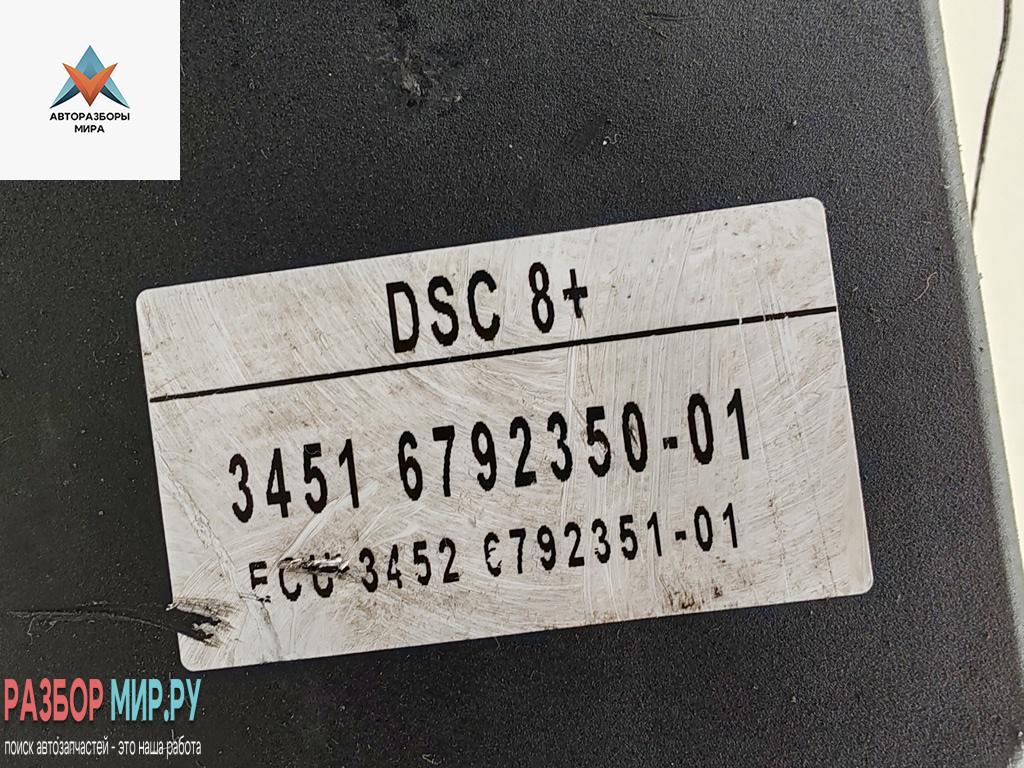 АВТОРАЗБОРЫ
МИРА
DSC 8+
3451 6792350-01
ECU 3452 6792351-01
РАЗБОР МИР.РУ
поиск автозапчастей - это наша работа